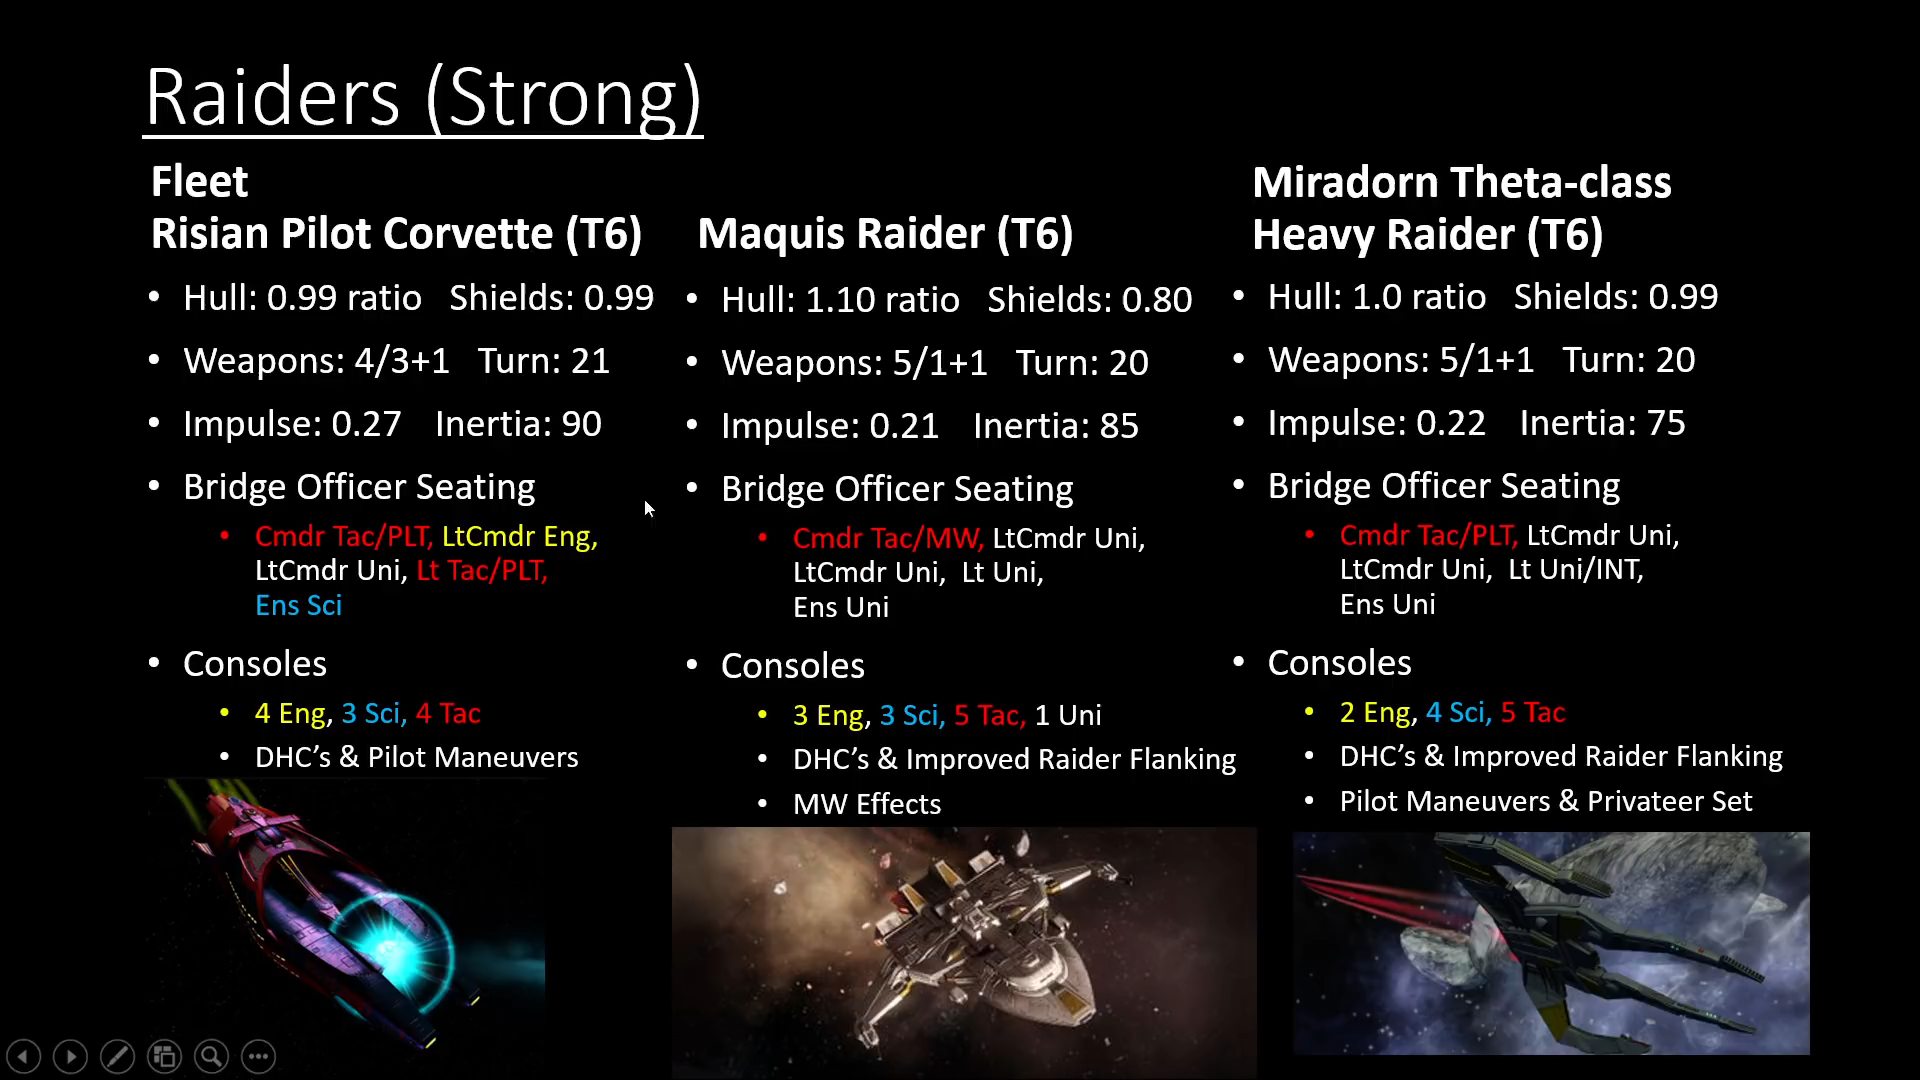 Raiders (Strong)
Fleet
Risian Pilot Corvette (T6)
• Hull: 0.99 ratio Shields: 0.99
• Weapons: 4/3+1 Turn: 21
• Impulse: 0.27 Inertia: 90
• Bridge Officer Seating
• Cmdr Tac/PLT, LtCmdr Eng,
LtCmdr Uni, Lt Tac/PLT,
Ens Sci
• Consoles
• 4 Eng, 3 Sci, 4 Tac
• DHC’s & Pilot Maneuvers
Maquis Raider (T6)
• Hull: 1.10 ratio Shields: 0.80
• Weapons: 5/1+1 Turn: 20
• Impulse: 0.21 Inertia: 85
• Bridge Officer Seating
• Cmdr Tac/MW, LtCmdr Uni,
LtCmdr Uni, Lt Uni,
Ens Uni
• Consoles
• 3 Eng, 3 Sci, 5 Tac, 1 Uni
• DHC’s & Improved Raider Flanking
• MW Effects
Miradorn Theta-class
Heavy Raider (T6)
• Hull: 1.0 ratio Shields: 0.99
• Weapons: 5/1+1 Turn: 20
• Impulse: 0.22 Inertia: 75
• Bridge Officer Seating
• Cmdr Tac/PLT, LtCmdr Uni,
LtCmdr Uni, Lt Uni/INT,
Ens Uni
• Consoles
• 2 Eng, 4 Sci, 5 Tac
• DHC’s & Improved Raider Flanking
• Pilot Maneuvers & Privateer Set